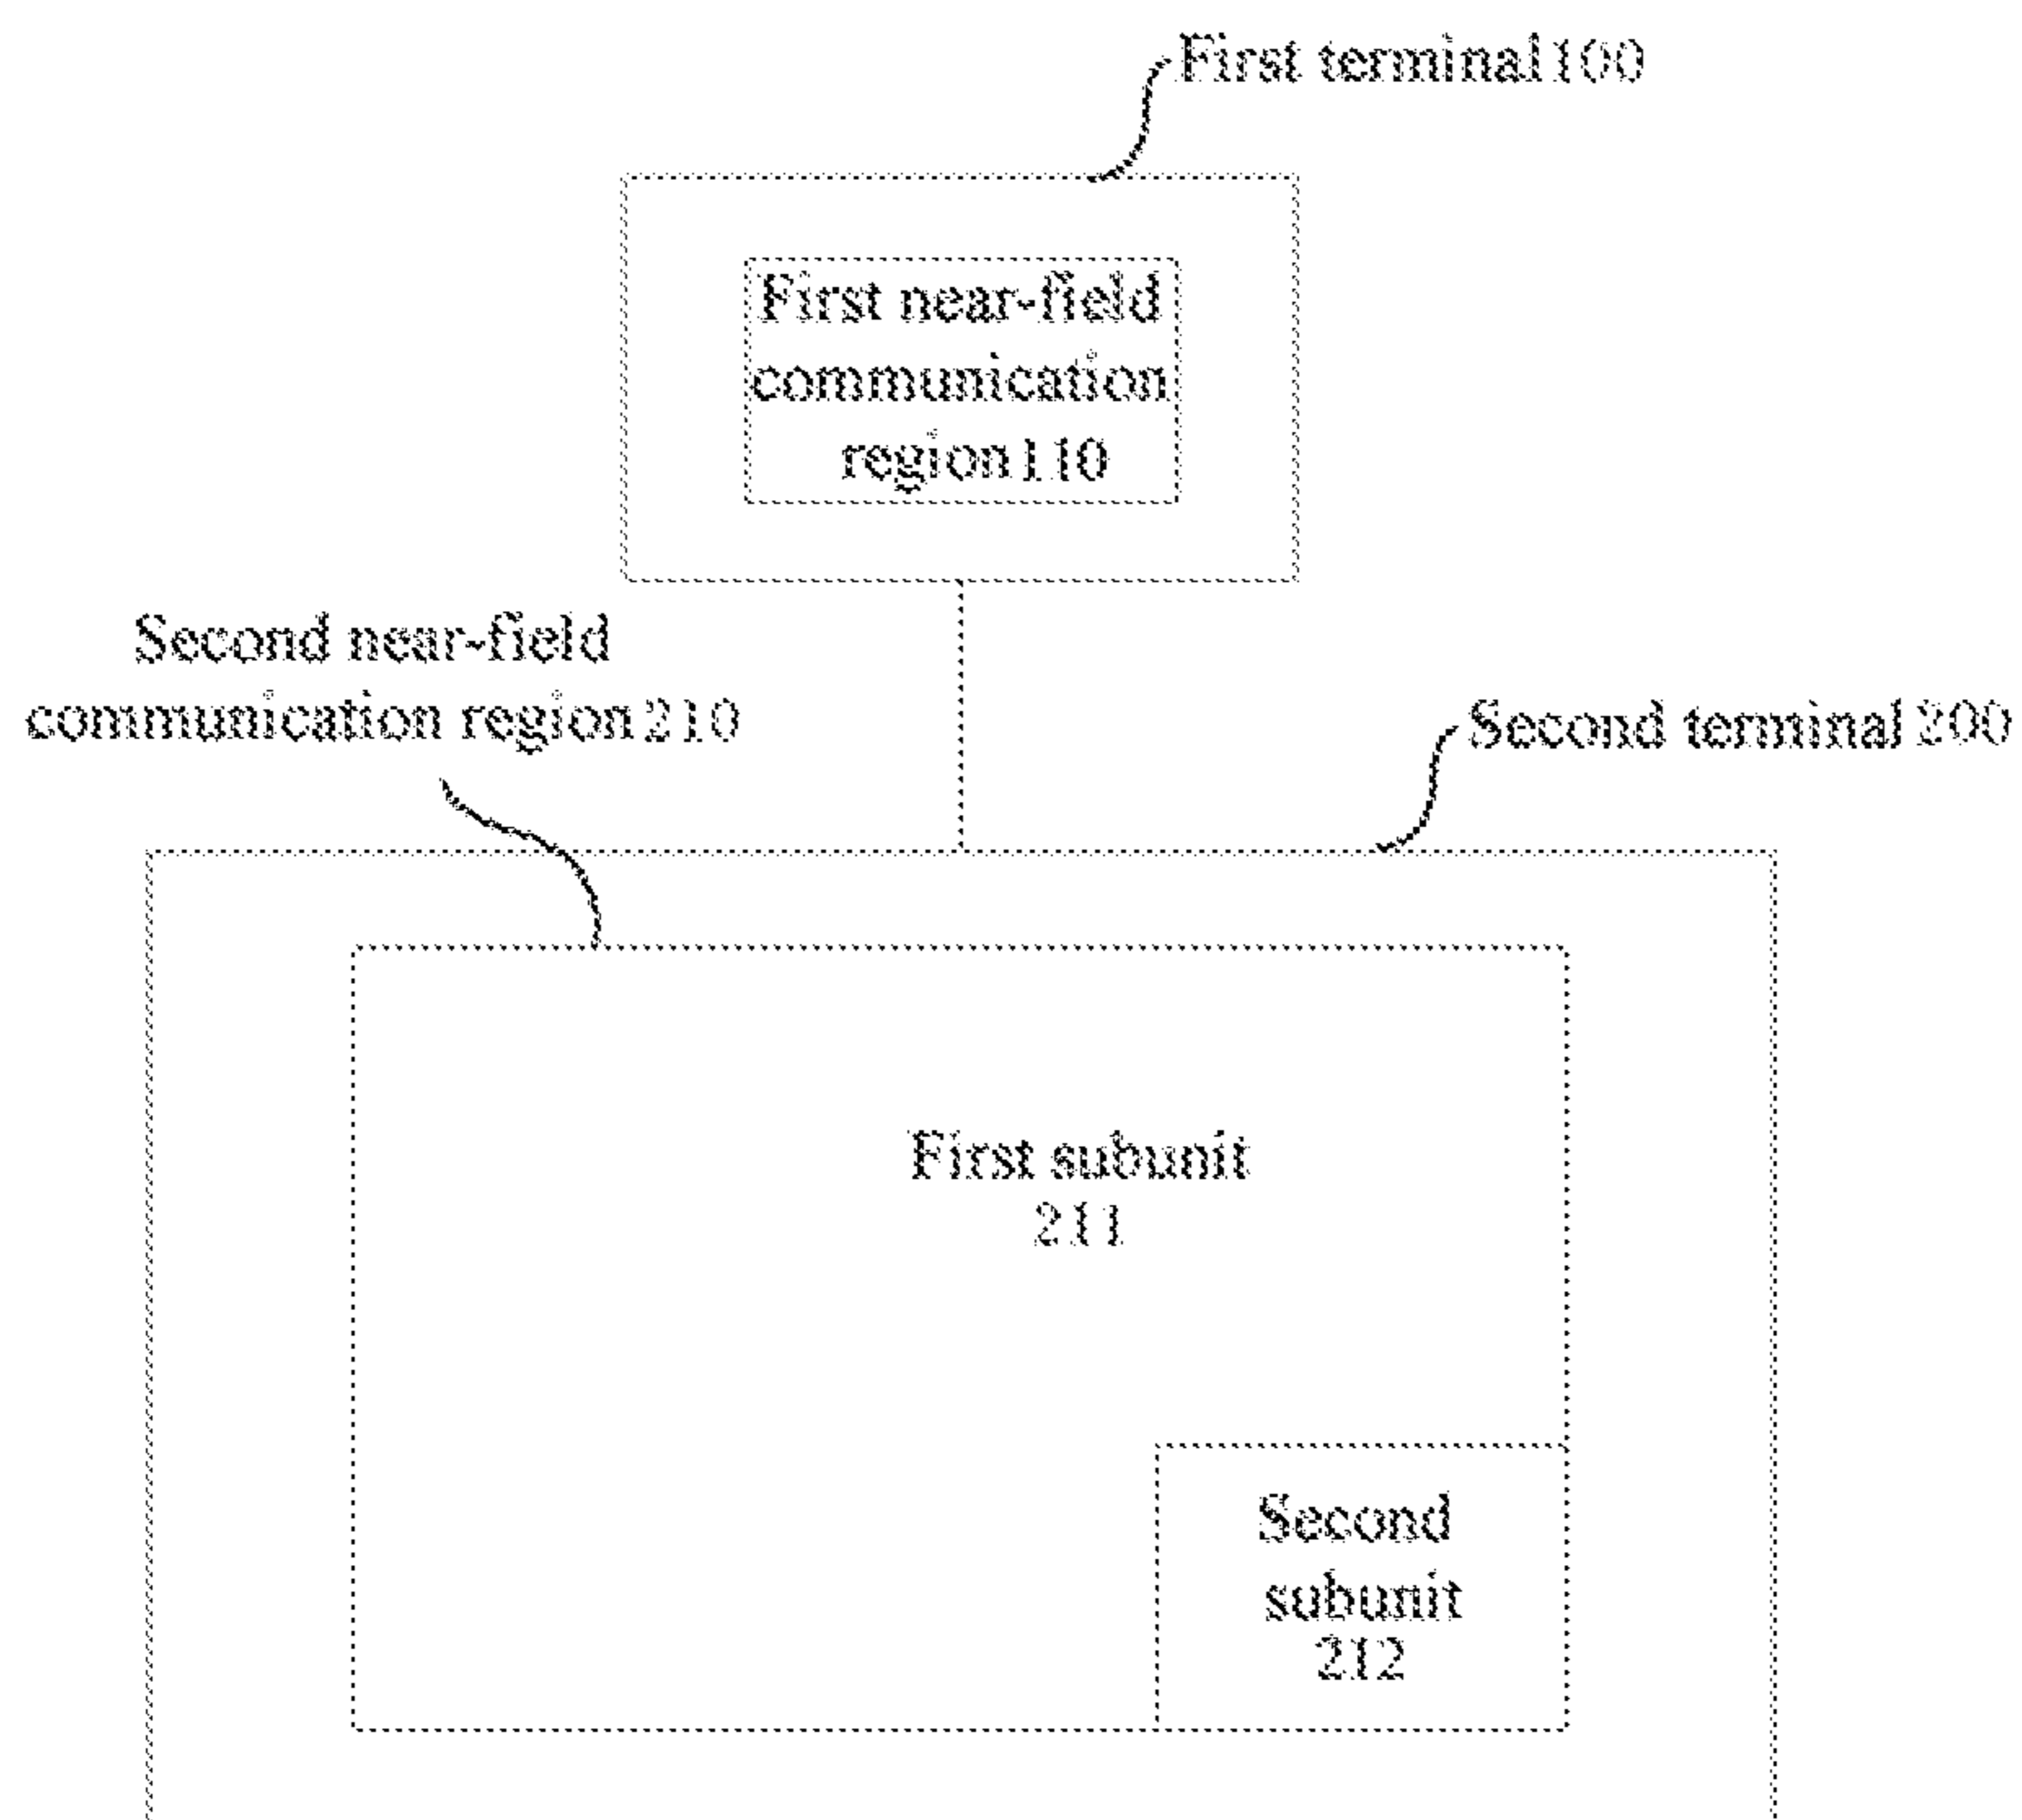 First terminal 100
First near-field
communication
region 110
Second near-field
communication region 210
Second terminal 200
First subunit
211
Second
subunit
212